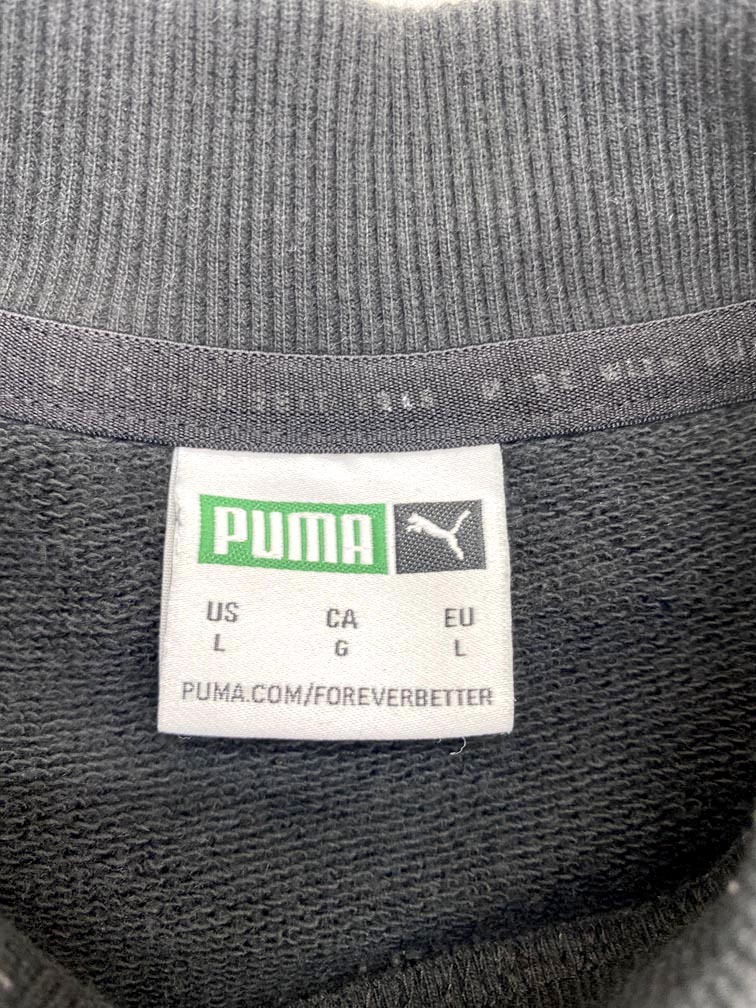 PUMA
US CA EU
L G L
PUMA.COM/FOREVERBETTER